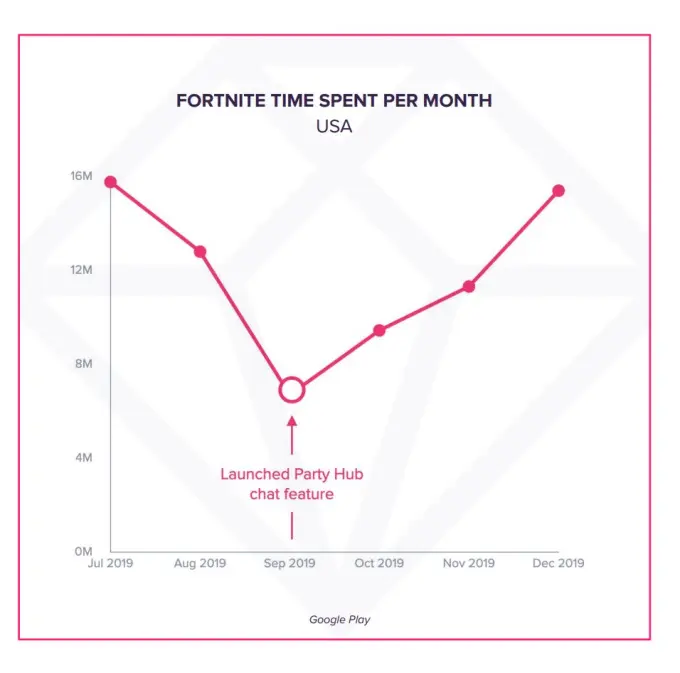 FORTNITE TIME SPENT PER MONTH
USA
16M
12M
8M
4M
0M
Launched Party Hub
chat feature
Jul 2019 Aug 2019 Sep 2019 Oct 2019 Nov 2019 Dec 2019
Google Play